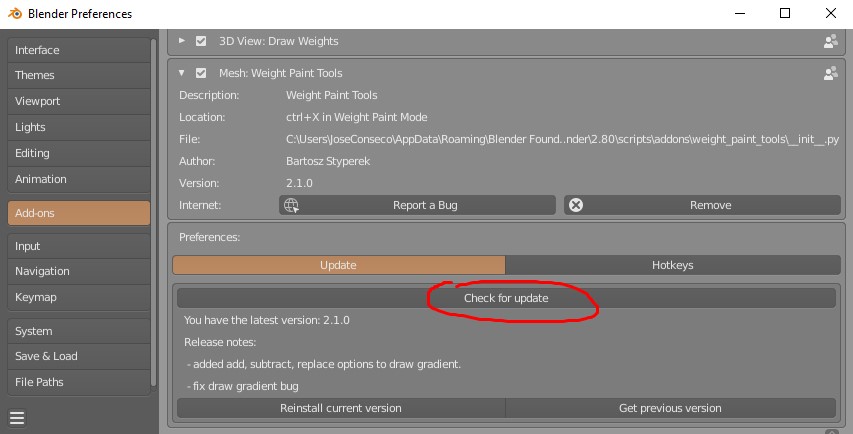 Blender Preferences
Interface
Themes
Viewport
Lights
Editing
Animation
Add-ons
Input
Navigation
Keymap
System
Save & Load
File Paths
3D View: Draw Weights
Mesh: Weight Paint Tools
Description: Weight Paint Tools
Location: ctrl+X in Weight Paint Mode
File: C:\Users\JoseConseco\AppData\Roaming\Blender Found..nder\2.80\scripts\addons\weight_paint_tools\__init__.py
Author: Bartosz Styperek
Version: 2.1.0
Internet: Report a Bug Remove
Preferences:
Update Hotkeys
Check for update
You have the latest version: 2.1.0
Release notes:
- added add, subtract, replace options to draw gradient.
- fix draw gradient bug
Reinstall current version Get previous version